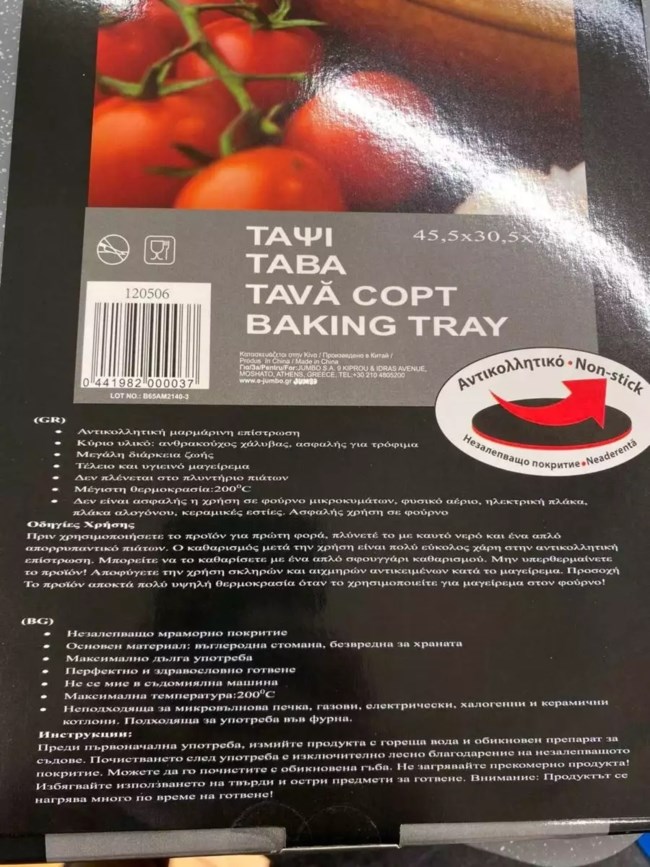 ΤΑΨΙ
45,5x30,5x
ТАВА
TAVĂ COPT
BAKING TRAY
120506
0 441982 000037
LOT NO.: B65AM2140-3
Κατασκευάζεται στην Κίνα / Произведено в Китай /
Produs în China / Made in China
Για/За/Pentru/For:JUMBO S.A. 9 KIPROU & IDRAS AVENUE,
MOSHATO, ATHENS, GREECE. TEL:+30 210 4805200
www.e-jumbo.gr JUMBO
Αντικολλητικό • Non-stick
Незалепващо покритие • Neaderentă
(GR)
• Αντικολλητική μαρμάρινη επίστρωση
• Κύριο υλικό: ανθρακούχος χάλυβας, ασφαλής για τρόφιμα
• Μεγάλη διάρκεια ζωής
• Τέλειο και υγιεινό μαγείρεμα
• Δεν πλένεται στο πλυντήριο πιάτων
• Μέγιστη θερμοκρασία:200°C
• Δεν είναι ασφαλής η χρήση σε φούρνο μικροκυμάτων, φυσικό αέριο, ηλεκτρική πλάκα,
πλάκα αλογόνου, κεραμικές εστίες. Ασφαλής χρήση σε φούρνο
Οδηγίες Χρήσης
Πριν χρησιμοποιήσετε το προϊόν για πρώτη φορά, πλύνετέ το με καυτό νερό και ένα απλό
απορρυπαντικό πιάτων. Ο καθαρισμός μετά την χρήση είναι πολύ εύκολος χάρη στην αντικολλητική
επίστρωση. Μπορείτε να το καθαρίσετε με ένα απλό σφουγγάρι καθαρισμού. Μην υπερθερμαίνετε
το προϊόν! Αποφύγετε την χρήση σκληρών και αιχμηρών αντικειμένων κατά το μαγείρεμα. Προσοχή
Το προϊόν αποκτά πολύ υψηλή θερμοκρασία όταν το χρησιμοποιείτε για μαγείρεμα στον φούρνο!
(BG)
• Незалепващо мраморно покритие
• Основен материал: въглеродна стомана, безвредна за храната
• Максимално дълга употреба
• Перфектно и здравословно готвене
• Не се мие в съдомиялна машина
• Максимална температура:200°C
• Неподходяща за микровълнова печка, газови, електрически, халогенни и керамични
котлони. Подходяща за употреба във фурна.
Инструкции:
Преди първоначална употреба, измийте продукта с гореща вода и обикновен препарат за
съдове. Почистването след употреба е изключително лесно благодарение на незалепващото
покритие. Можете да го почистите с обикновена гъба. Не загрявайте прекомерно продукта!
Избягвайте използването на твърди и остри предмети за готвене. Внимание: Продуктът се
нагрява много по време на готвене!